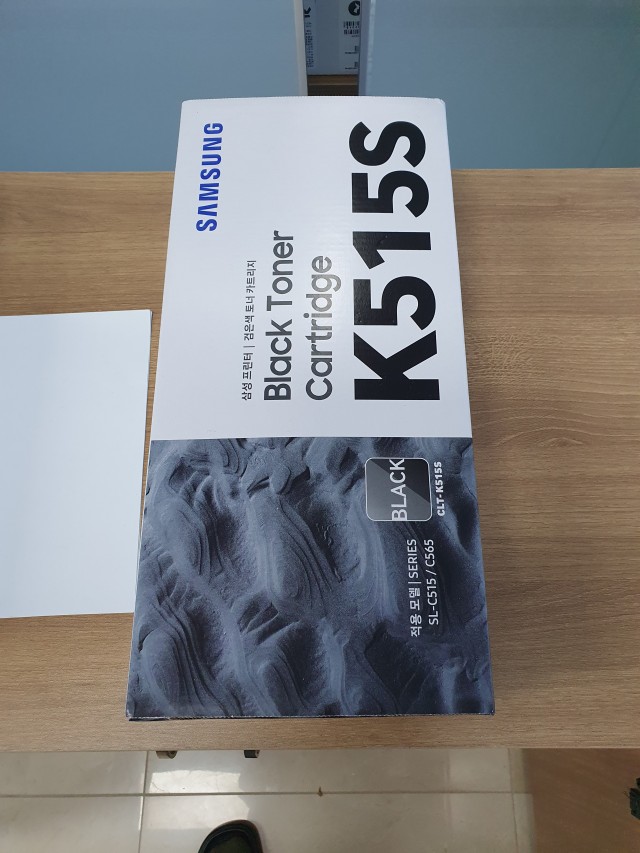 SAMSUNG
삼성 프린터 | 검은색 토너 카트리지
Black Toner
Cartridge
K515S
BLACK
CLT-K515S
적용 모델 | SERIES
SL-C515 / C565